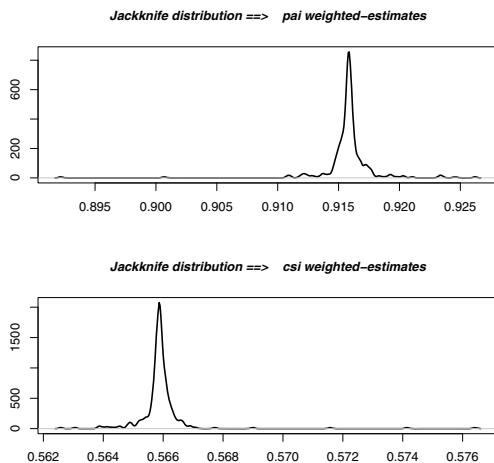 Jackknife distribution ==> pai weighted-estimates
600
200
0
0.895 0.900 0.905 0.910 0.915 0.920 0.925
Jackknife distribution ==> csi weighted-estimates
1500
500
0
0.562 0.564 0.566 0.568 0.570 0.572 0.574 0.576